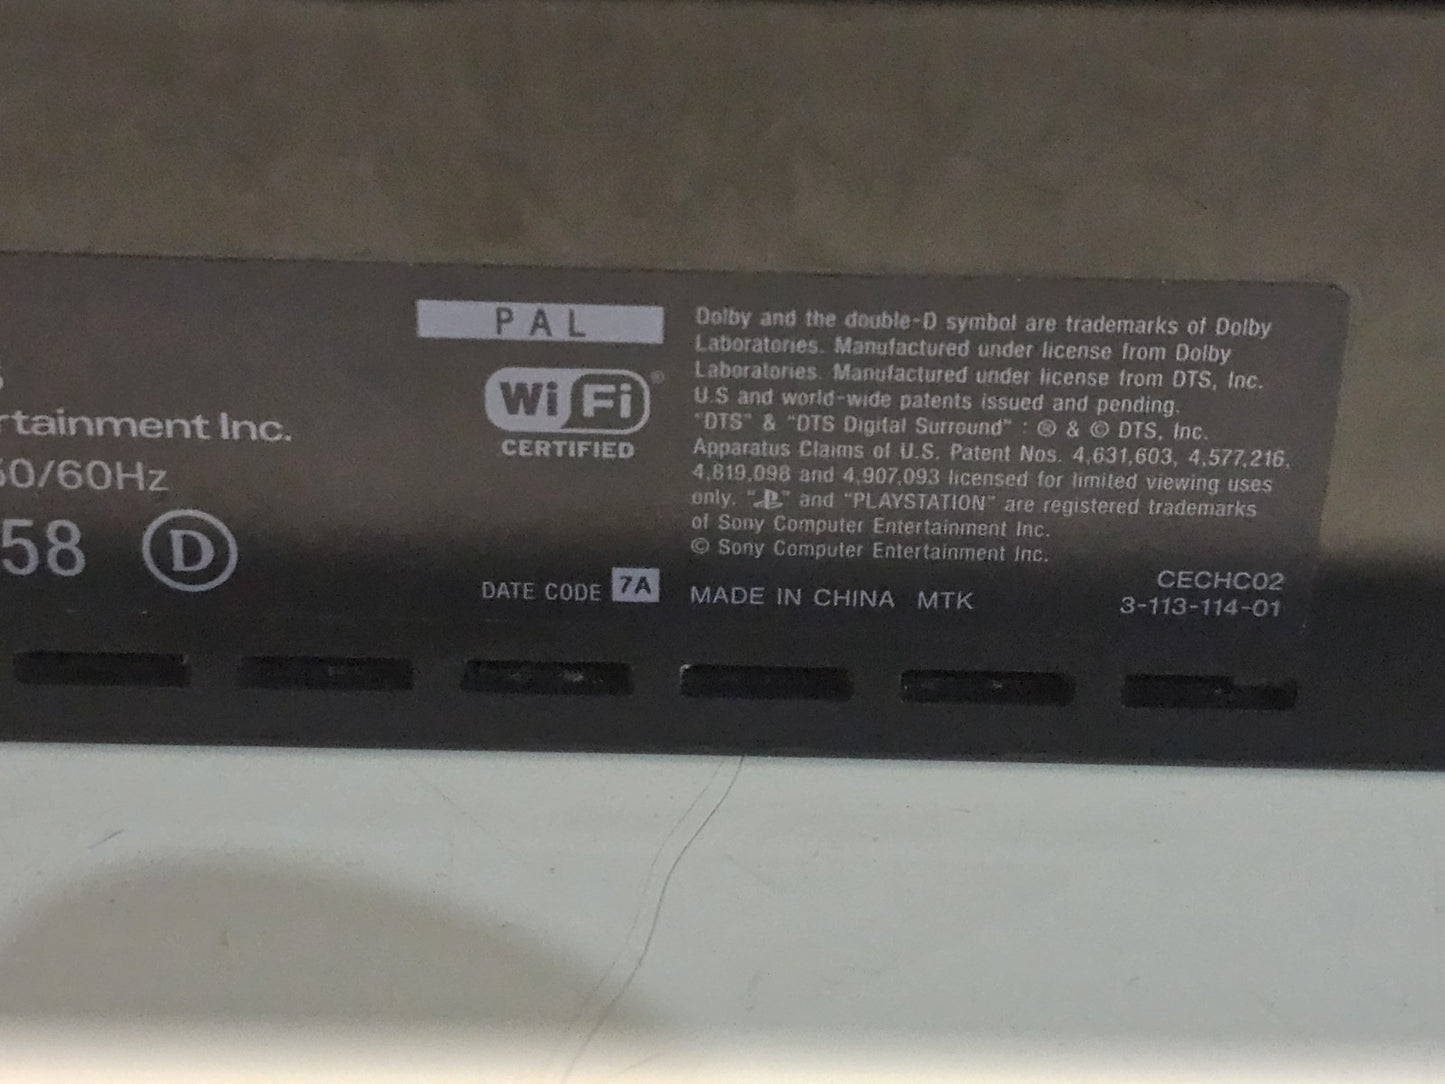 PAL
WiFi®
CERTIFIED
rtainment Inc.
50/60Hz
58 D
DATE CODE 7A
Dolby and the double-D symbol are trademarks of Dolby
Laboratories. Manufactured under license from Dolby
Laboratories. Manufactured under license from DTS, Inc.
U.S and world-wide patents issued and pending.
"DTS" & "DTS Digital Surround" : ® & © DTS, Inc.
Apparatus Claims of U.S. Patent Nos. 4,631,603, 4,577,216,
4,819,098 and 4,907,093 licensed for limited viewing uses
only. "PS" and "PLAYSTATION" are registered trademarks
of Sony Computer Entertainment Inc.
© Sony Computer Entertainment Inc.
MADE IN CHINA MTK
CECHC02
3-113-114-01